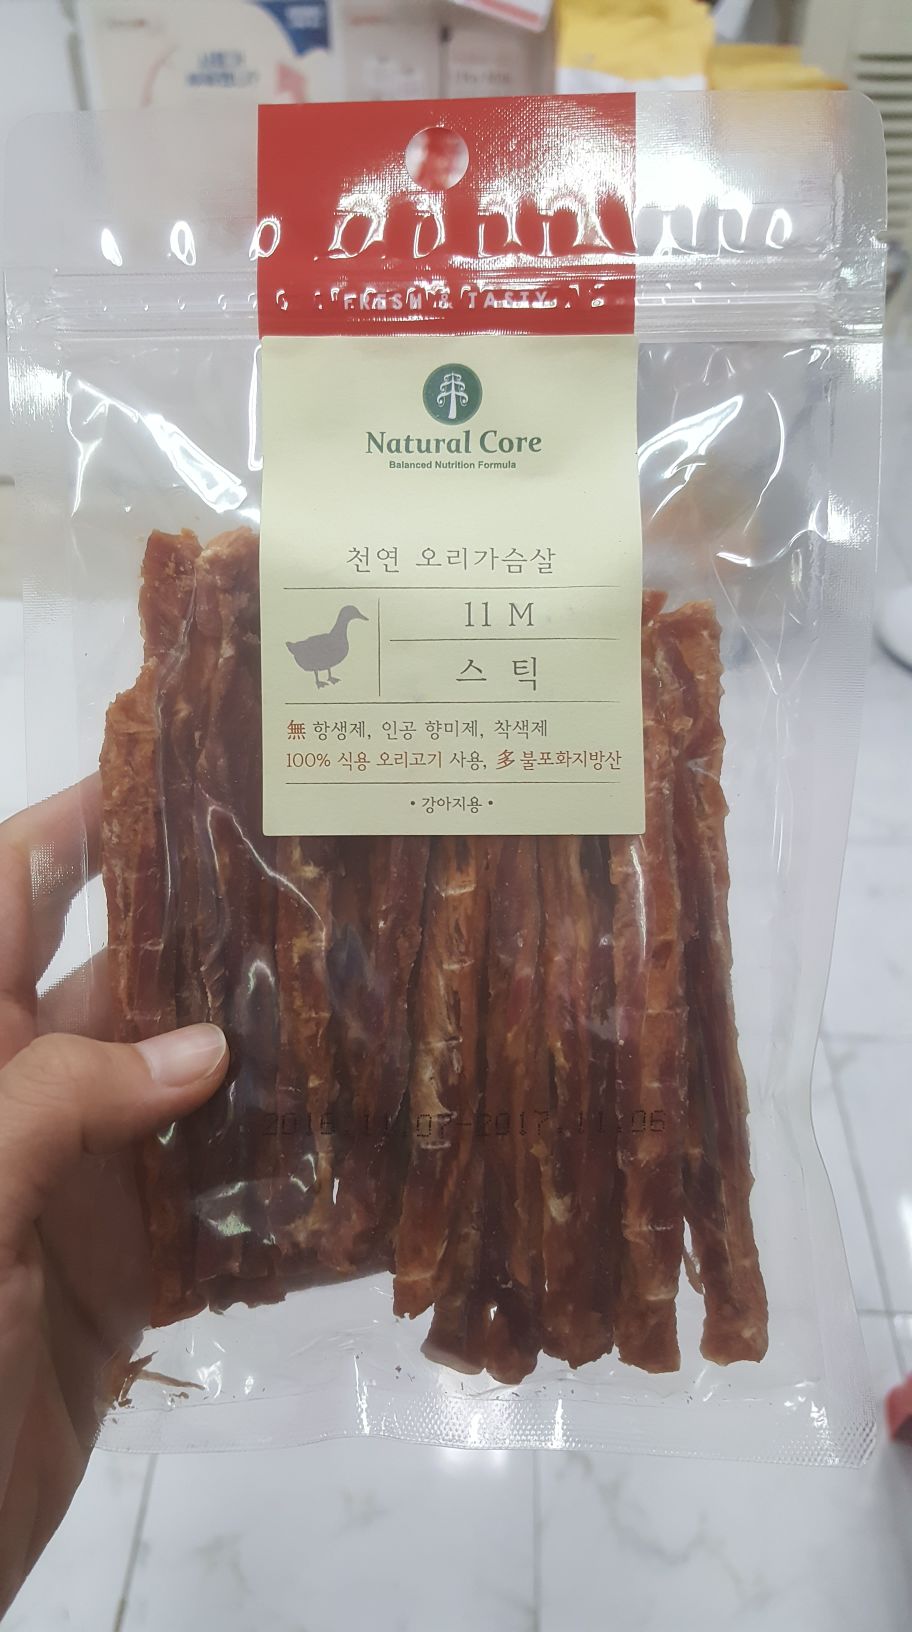 FRESH & TASTY
Natural Core
Balanced Nutrition Formula
천연 오리가슴살
11 M
스 틱
無 항생제, 인공 향미제, 착색제
100% 식용 오리고기 사용, 多 불포화지방산
• 강아지용 •
2016.11.07-2017.11.06